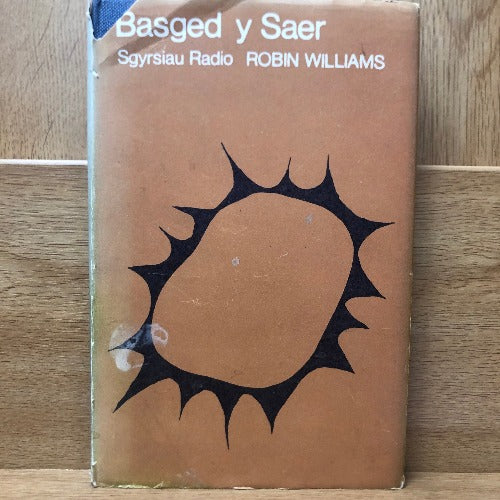 Basged y Saer
Sgyrsiau Radio ROBIN WILLIAMS